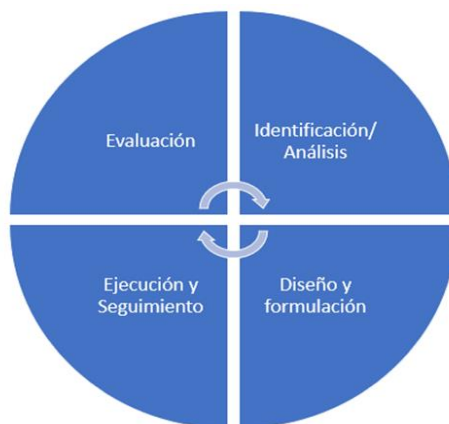 Evaluación
Identificación/
Análisis
Ejecución y
Seguimiento
Diseño y
formulación